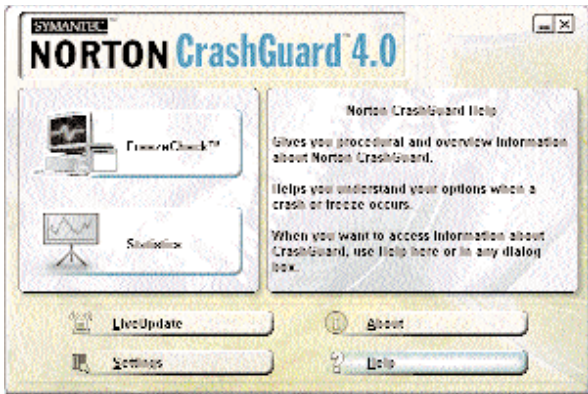 SYMANTEC™
NORTON CrashGuard™ 4.0
FreezeCheck™
Statistics
Norton CrashGuard Help
Gives you procedural and overview information
about Norton CrashGuard.
Helps you understand your options when a
crash or freeze occurs.
When you want to access information about
CrashGuard, use Help here or in any dialog
box.
LiveUpdate
About
Settings
Help